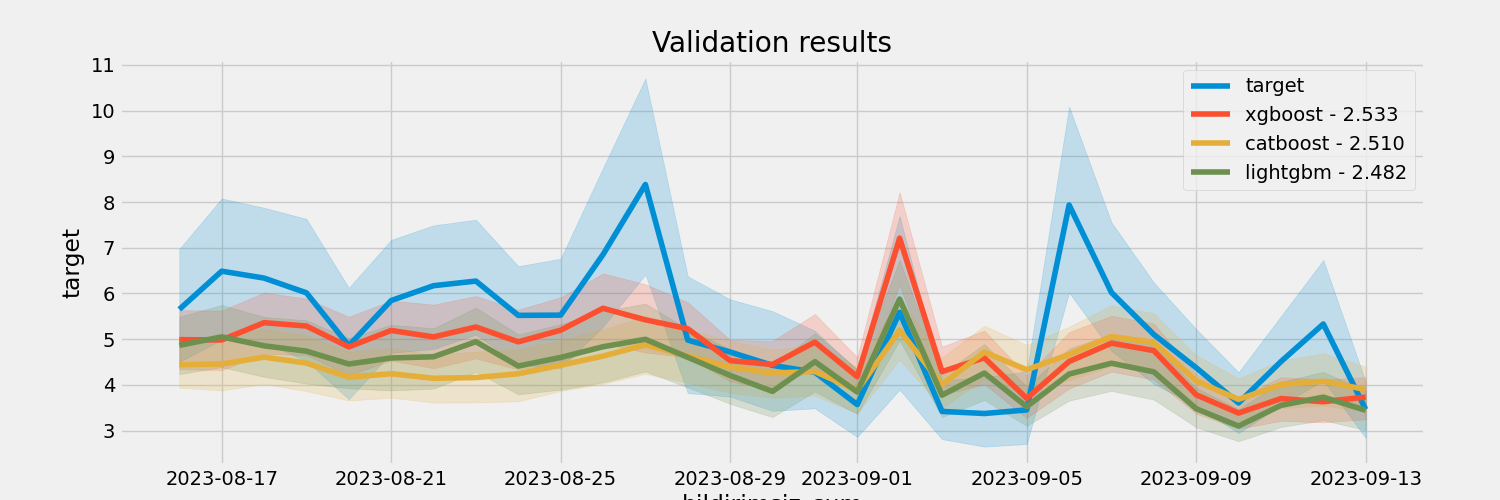 Validation results
11
10
9
8
7
6
5
4
3
target
target
xgboost - 2.533
catboost - 2.510
lightgbm - 2.482
2023-08-17 2023-08-21 2023-08-25 2023-08-29 2023-09-01 2023-09-05 2023-09-09 2023-09-13